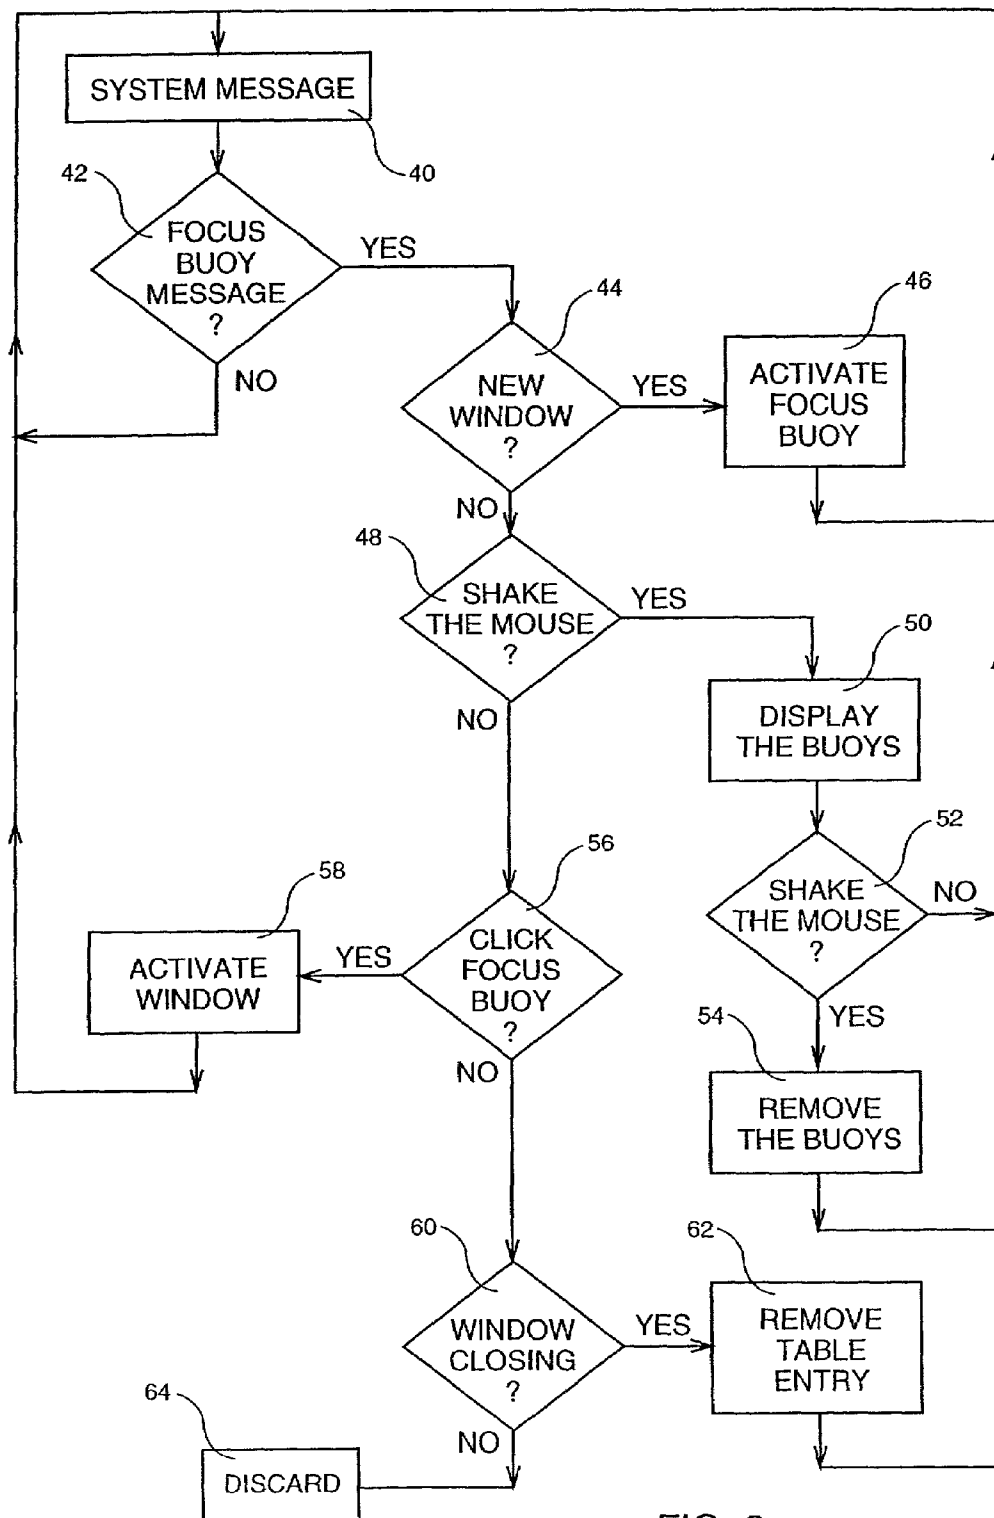 SYSTEM MESSAGE
40
42
FOCUS
BUOY
MESSAGE
?
YES
NO
44
NEW
WINDOW
?
YES
NO
46
ACTIVATE
FOCUS
BUOY
48
SHAKE
THE MOUSE
?
YES
NO
50
DISPLAY
THE BUOYS
52
SHAKE
THE MOUSE
?
NO
YES
54
REMOVE
THE BUOYS
56
CLICK
FOCUS
BUOY
?
YES
NO
58
ACTIVATE
WINDOW
60
WINDOW
CLOSING
?
YES
NO
62
REMOVE
TABLE
ENTRY
64
DISCARD